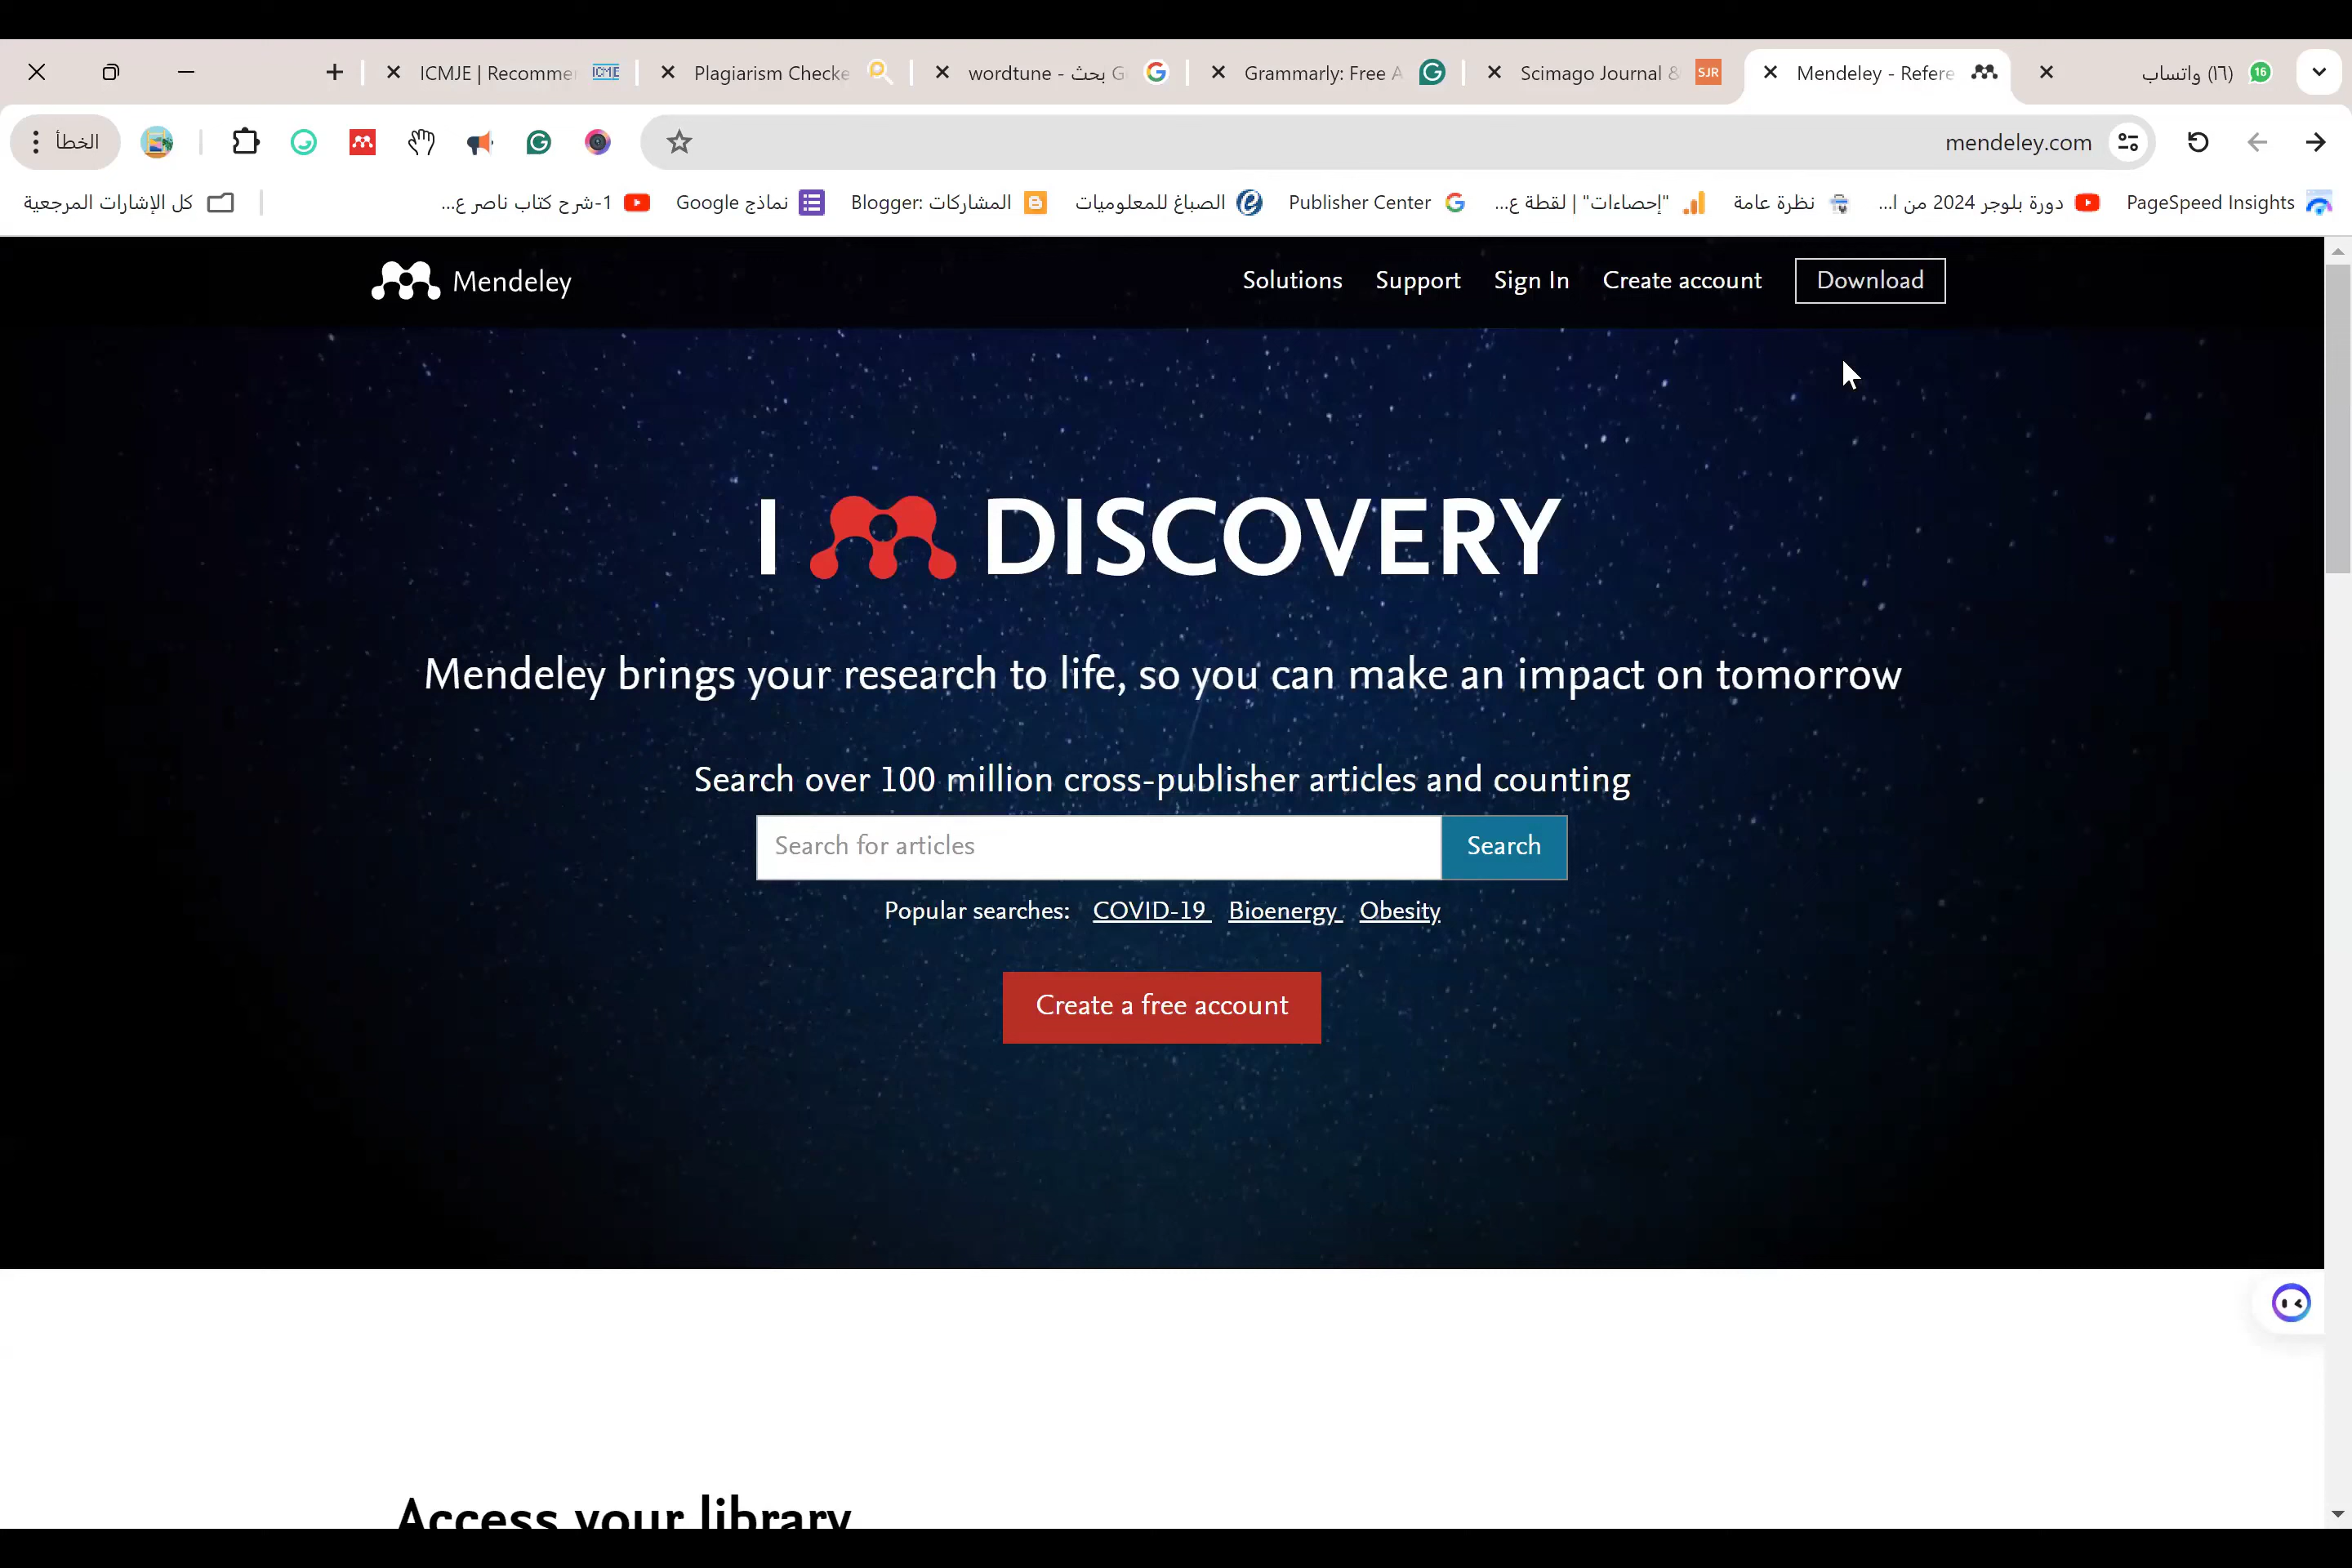 ICMJE | Recomme
Plagiarism Checke
wordtune - بحث G
Grammarly: Free A
Scimago Journal &
SJR
Mendeley - Refere
(١٦) واتساب
16
الخطأ
mendeley.com
كل الإشارات المرجعية
1-شرح كتاب ناصر ع...
نماذج Google
Blogger: المشاركات
الصباغ للمعلوميات
Publisher Center
"إحصاءات" | لقطة ع...
نظرة عامة
دورة بلوجر 2024 من ا...
PageSpeed Insights
Mendeley
Solutions Support Sign In Create account Download
I DISCOVERY
Mendeley brings your research to life, so you can make an impact on tomorrow
Search over 100 million cross-publisher articles and counting
Search for articles Search
Popular searches: COVID-19 Bioenergy Obesity
Create a free account
Access your library